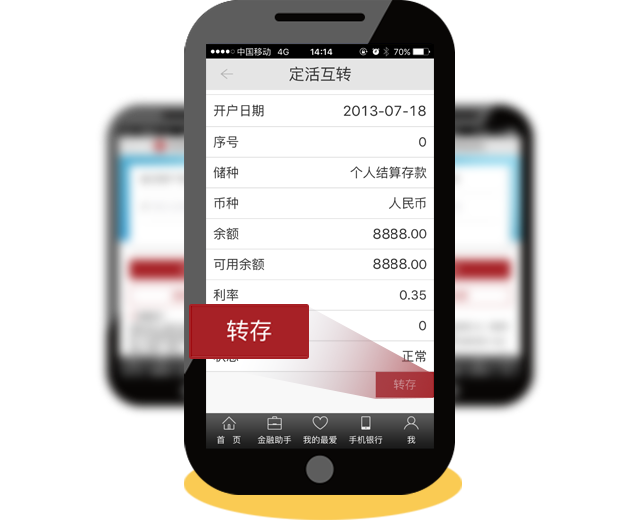 中国移动 4G 14:14 70%
定活互转
开户日期 2013-07-18
序号 0
储种 个人结算存款
币种 人民币
余额 8888.00
可用余额 8888.00
利率 0.35
转存
0
正常
转存
首 页 金融助手 我的最爱 手机银行 我